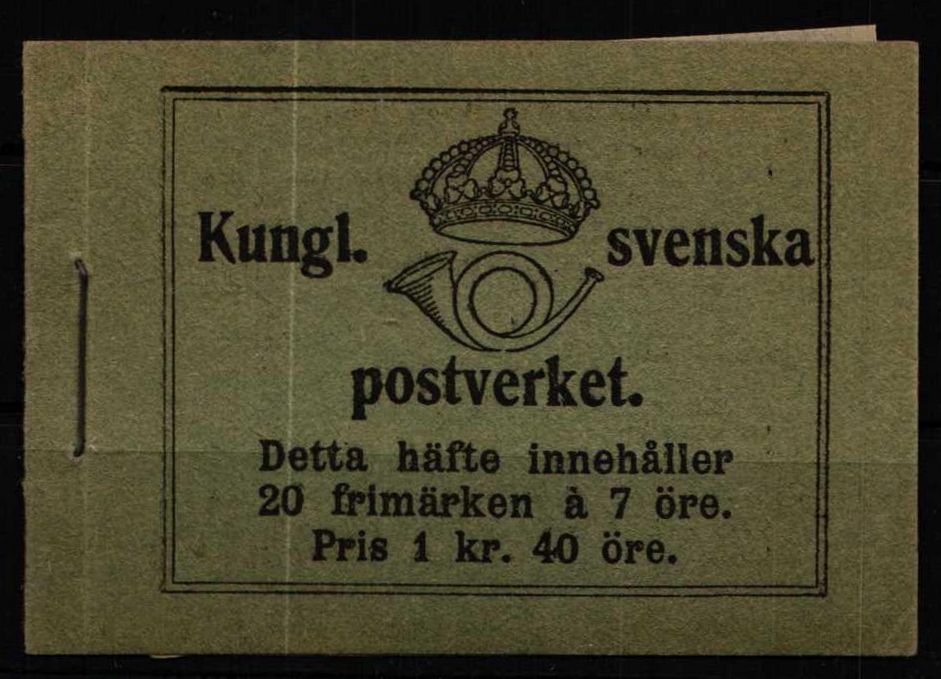 Kungl. svenska
postverket.
Detta häfte innehåller
20 frimärken à 7 öre.
Pris 1 kr. 40 öre.